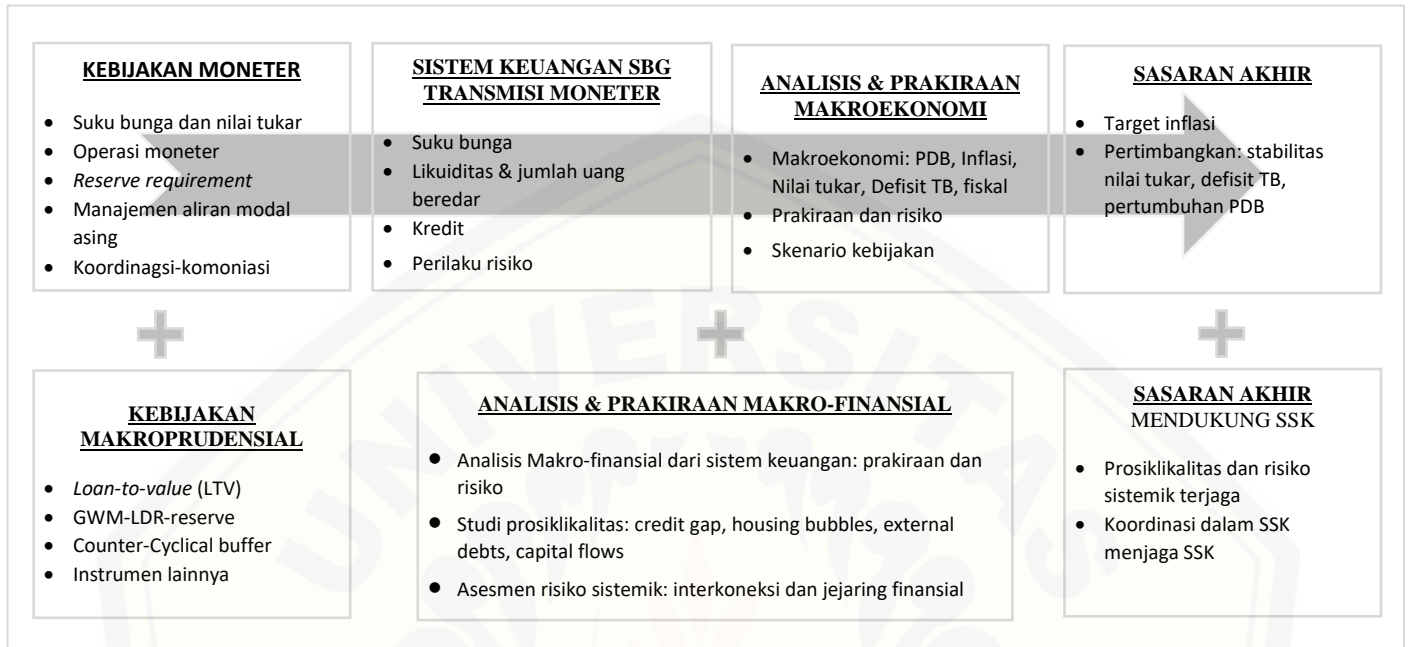 KEBIJAKAN MONETER
• Suku bunga dan nilai tukar
• Operasi moneter
• Reserve requirement
• Manajemen aliran modal
asing
• Koordinagsi-komoniasi
SISTEM KEUANGAN SBG
TRANSMISI MONETER
• Suku bunga
• Likuiditas & jumlah uang
beredar
• Kredit
• Perilaku risiko
ANALISIS & PRAKIRAAN
MAKROEKONOMI
• Makroekonomi: PDB, Inflasi,
Nilai tukar, Defisit TB, fiskal
• Prakiraan dan risiko
• Skenario kebijakan
SASARAN AKHIR
• Target inflasi
• Pertimbangkan: stabilitas
nilai tukar, defisit TB,
pertumbuhan PDB
KEBIJAKAN
MAKROPRUDENSIAL
• Loan-to-value (LTV)
• GWM-LDR-reserve
• Counter-Cyclical buffer
• Instrumen lainnya
ANALISIS & PRAKIRAAN MAKRO-FINANSIAL
• Analisis Makro-finansial dari sistem keuangan: prakiraan dan
risiko
• Studi prosiklikalitas: credit gap, housing bubbles, external
debts, capital flows
• Asesmen risiko sistemik: interkoneksi dan jejaring finansial
SASARAN AKHIR
MENDUKUNG SSK
• Prosiklikalitas dan risiko
sistemik terjaga
• Koordinasi dalam SSK
menjaga SSK
UNIVERSITAS